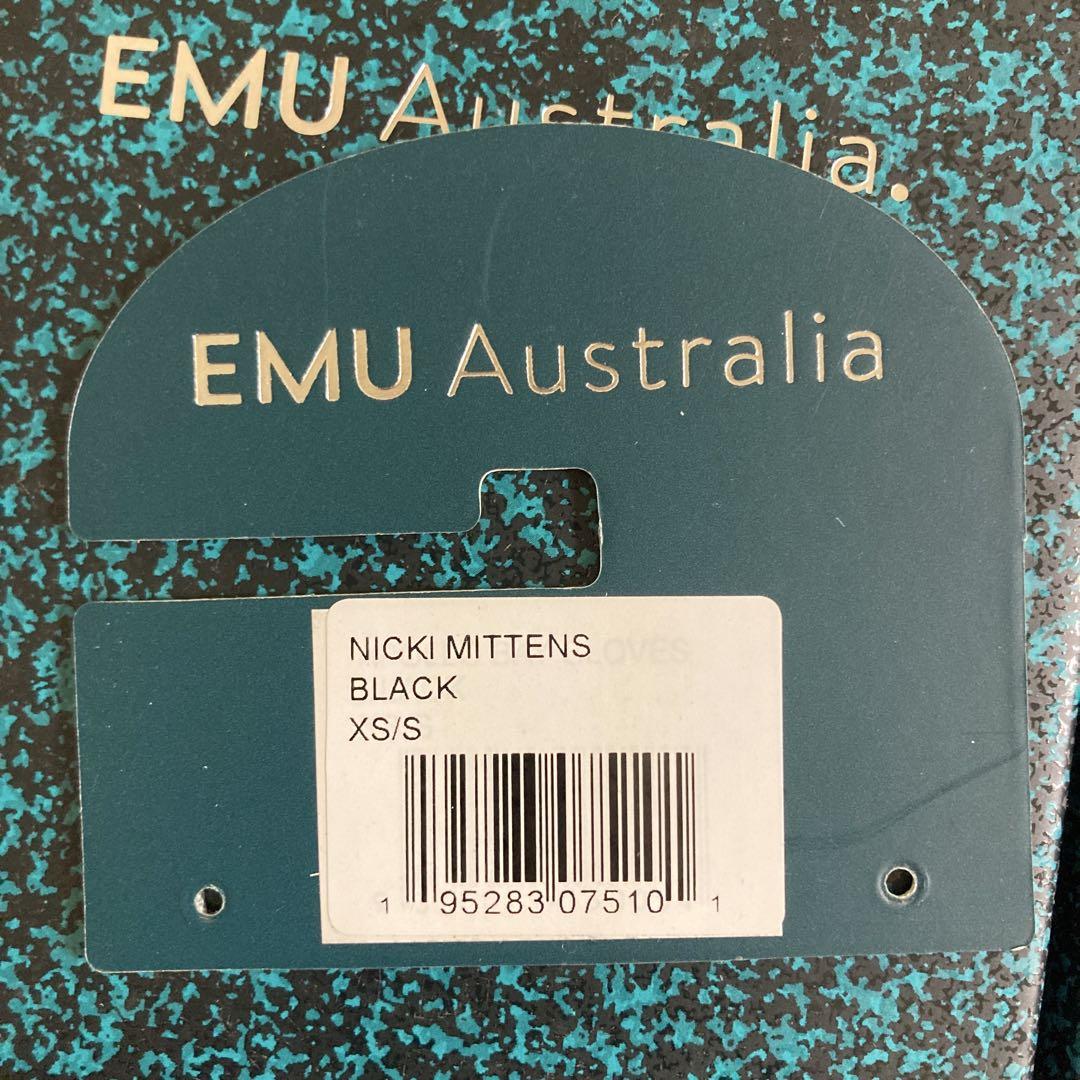 EMU Australia.
EMU Australia
NICKI MITTENS
BLACK
XS/S
1 95283 07510 1